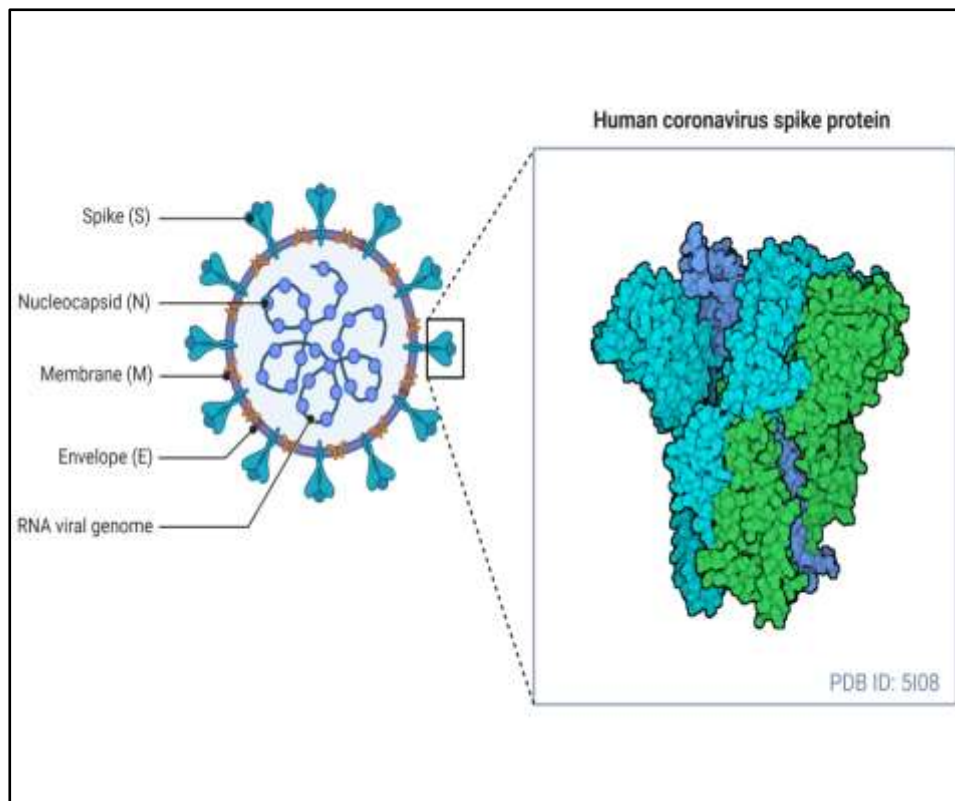 Human coronavirus spike protein
Spike (S)
Nucleocapsid (N)
Membrane (M)
Envelope (E)
RNA viral genome
PDB ID: 5I08